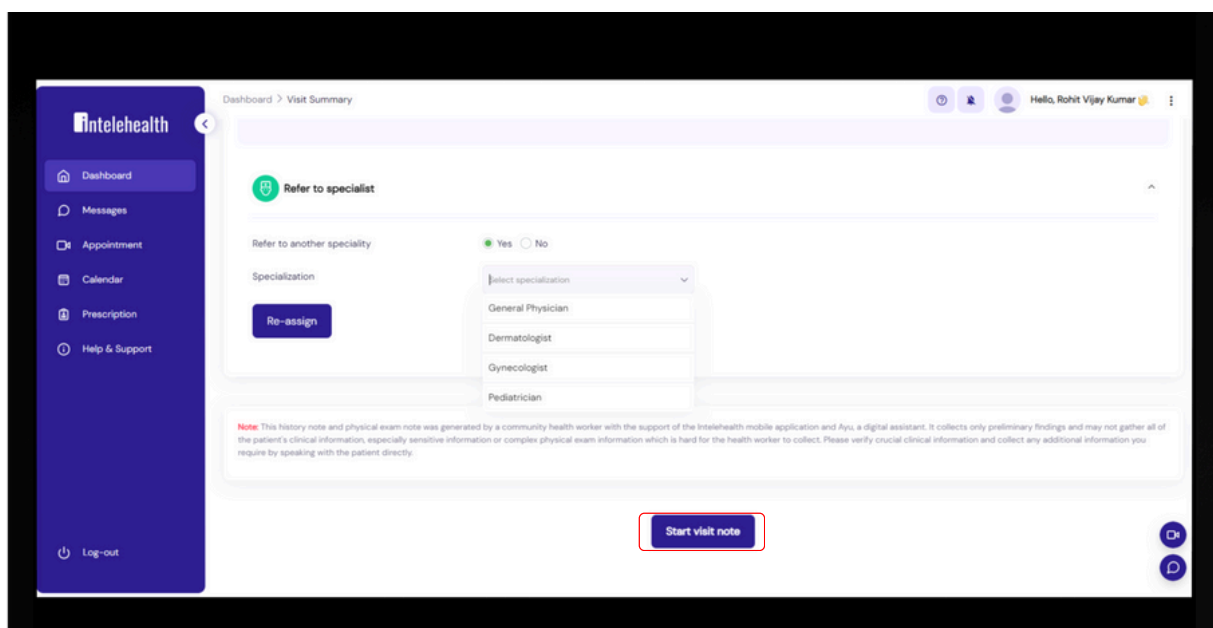 intelehealth
Dashboard > Visit Summary
Hello, Rohit Vijay Kumar 👋
Dashboard
Messages
Appointment
Calendar
Prescription
Help & Support
Log-out
Refer to specialist
Refer to another speciality
Yes
No
Specialization
Select specialization
General Physician
Dermatologist
Gynecologist
Pediatrician
Re-assign
Note: This history note and physical exam note was generated by a community health worker with the support of the Intelehealth mobile application and Ayu, a digital assistant. It collects only preliminary findings and may not gather all of
the patient's clinical information, especially sensitive information or complex physical exam information which is hard for the health worker to collect. Please verify crucial clinical information and collect any additional information you
require by speaking with the patient directly.
Start visit note